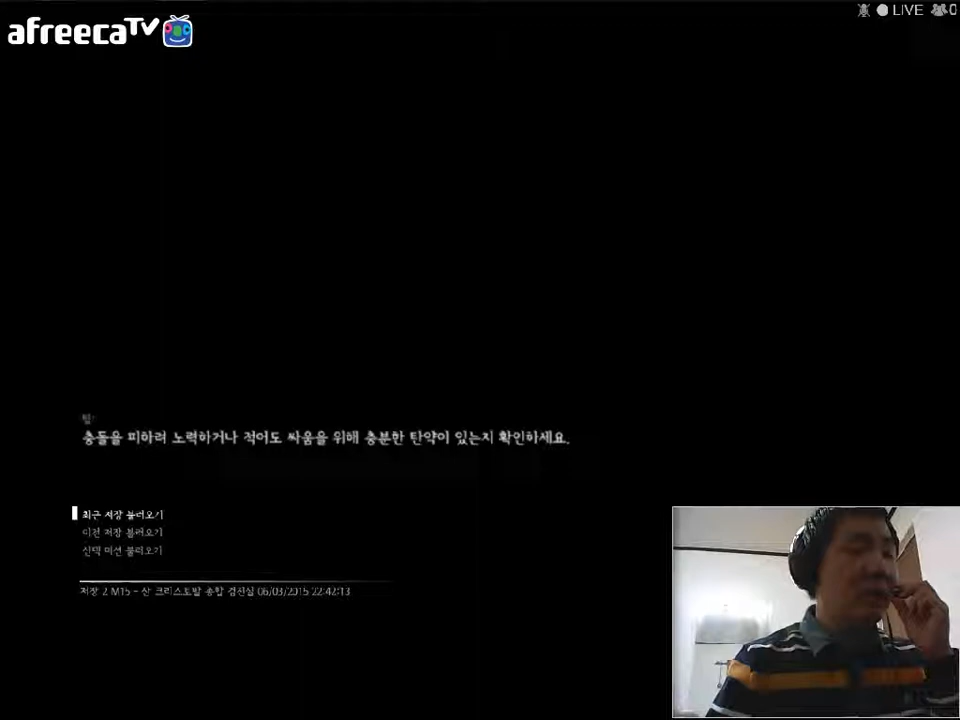 afreecaTV
LIVE 0
팁:
충돌을 피하려 노력하거나 적어도 싸움을 위해 충분한 탄약이 있는지 확인하세요.
최근 저장 불러오기
이전 저장 불러오기
선택 미션 불러오기
저장 2 M15 - 산 크리스토발 종합 검진실 06/03/2015 22:42:13